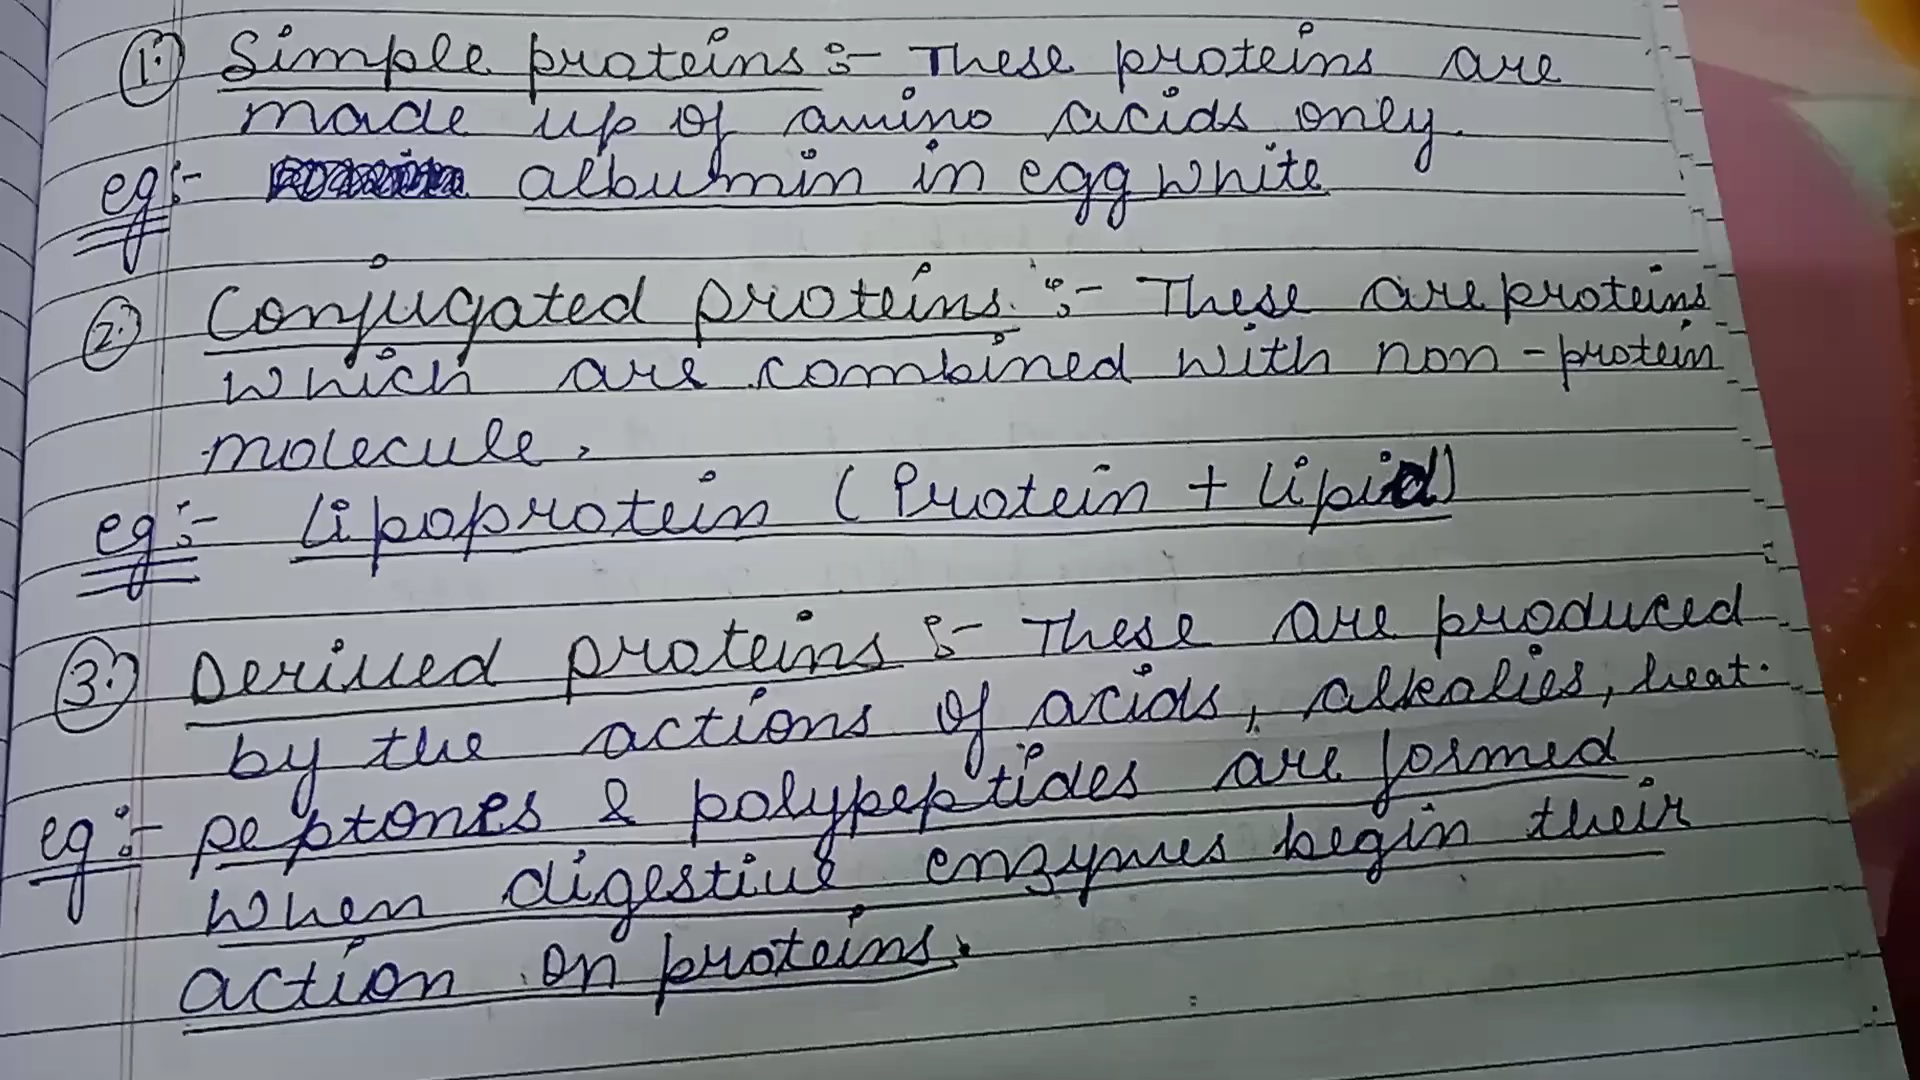 1. Simple proteins :- These proteins are
made up of amino acids only.
eg:- albumin in egg white
2. Conjugated proteins. :- These are proteins
which are combined with non-protein
molecule.
eg:- Lipoprotein (Protein + Lipid)
3. Derived proteins :- These are produced
by the actions of acids, alkalies, heat.
eg:- peptones & polypeptides are formed
when digestive enzymes begin their
action on proteins.